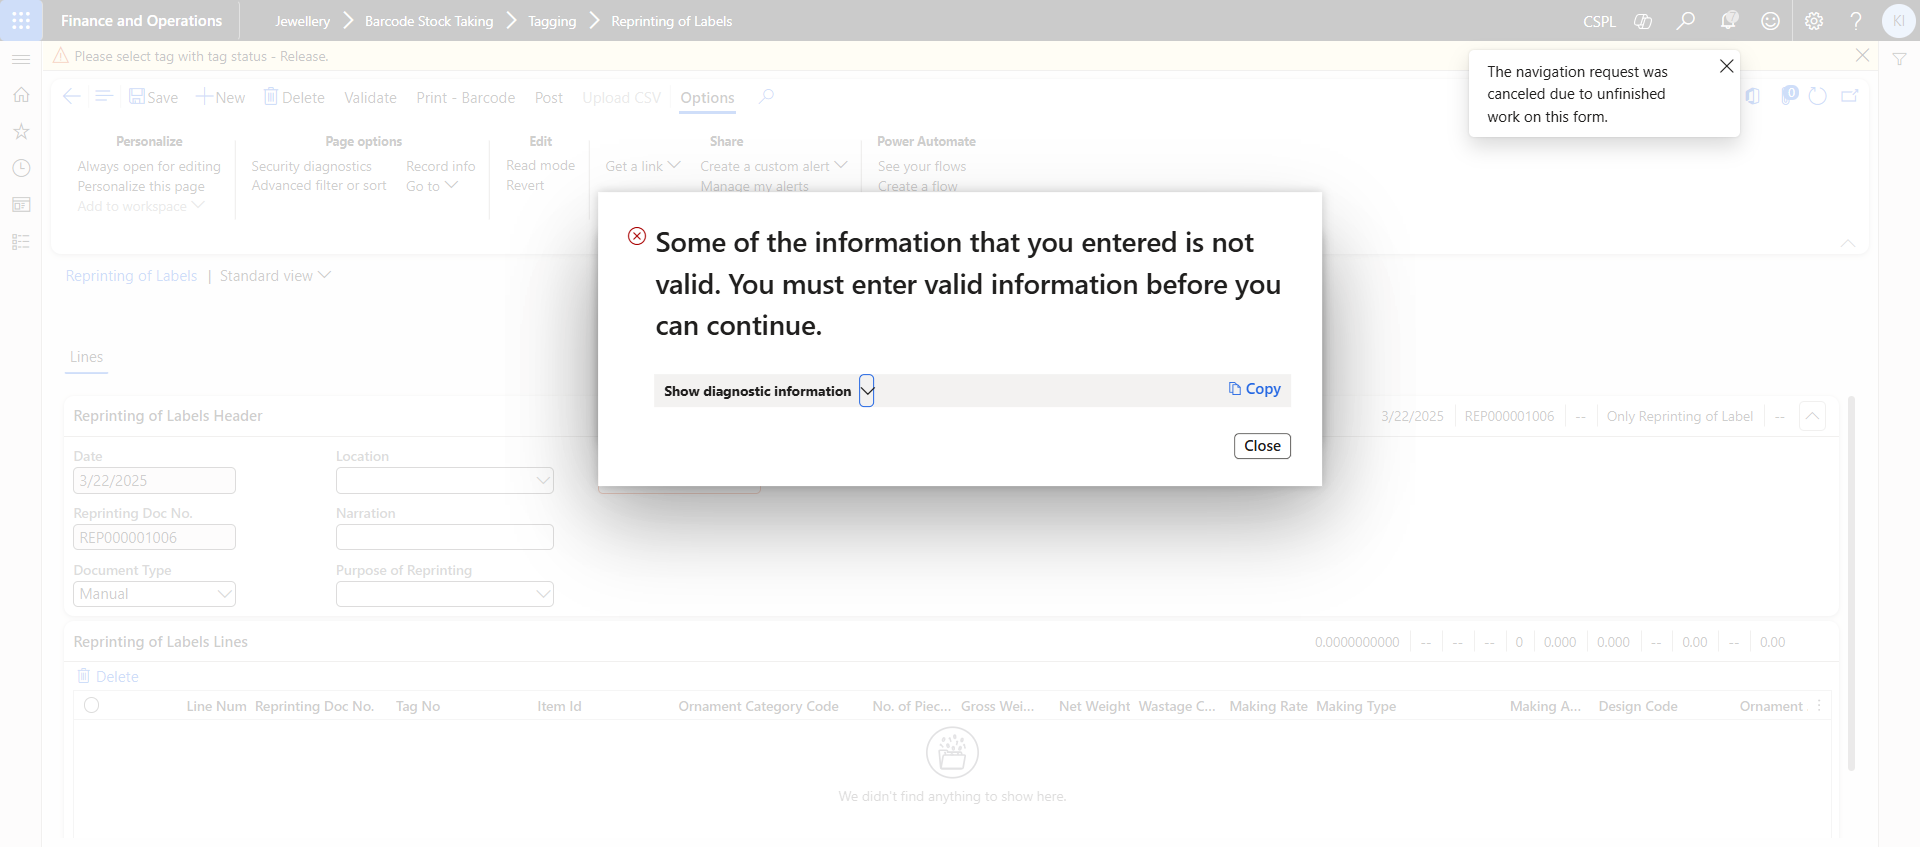 Finance and Operations
Jewellery
Barcode Stock Taking
Tagging
Reprinting of Labels
CSPL
7
?
KI
Please select tag with tag status - Release.
The navigation request was
canceled due to unfinished
work on this form.
Save
New
Delete
Validate
Print - Barcode
Post
Upload CSV
Options
0
Personalize
Always open for editing
Personalize this page
Add to workspace
Page options
Security diagnostics
Advanced filter or sort
Record info
Go to
Edit
Read mode
Revert
Share
Get a link
Create a custom alert
Manage my alerts
Power Automate
See your flows
Create a flow
Some of the information that you entered is not
valid. You must enter valid information before you
can continue.
Show diagnostic information
Copy
Close
Reprinting of Labels | Standard view
Lines
Reprinting of Labels Header
3/22/2025
REP000001006
--
Only Reprinting of Label
--
Date
3/22/2025
Location
Reprinting Doc No.
REP000001006
Narration
Document Type
Manual
Purpose of Reprinting
Reprinting of Labels Lines
0.0000000000
--
--
--
0
0.000
0.000
--
0.00
--
0.00
Delete
Line Num
Reprinting Doc No.
Tag No
Item Id
Ornament Category Code
No. of Piec...
Gross Wei...
Net Weight
Wastage C...
Making Rate
Making Type
Making A...
Design Code
Ornament
We didn't find anything to show here.